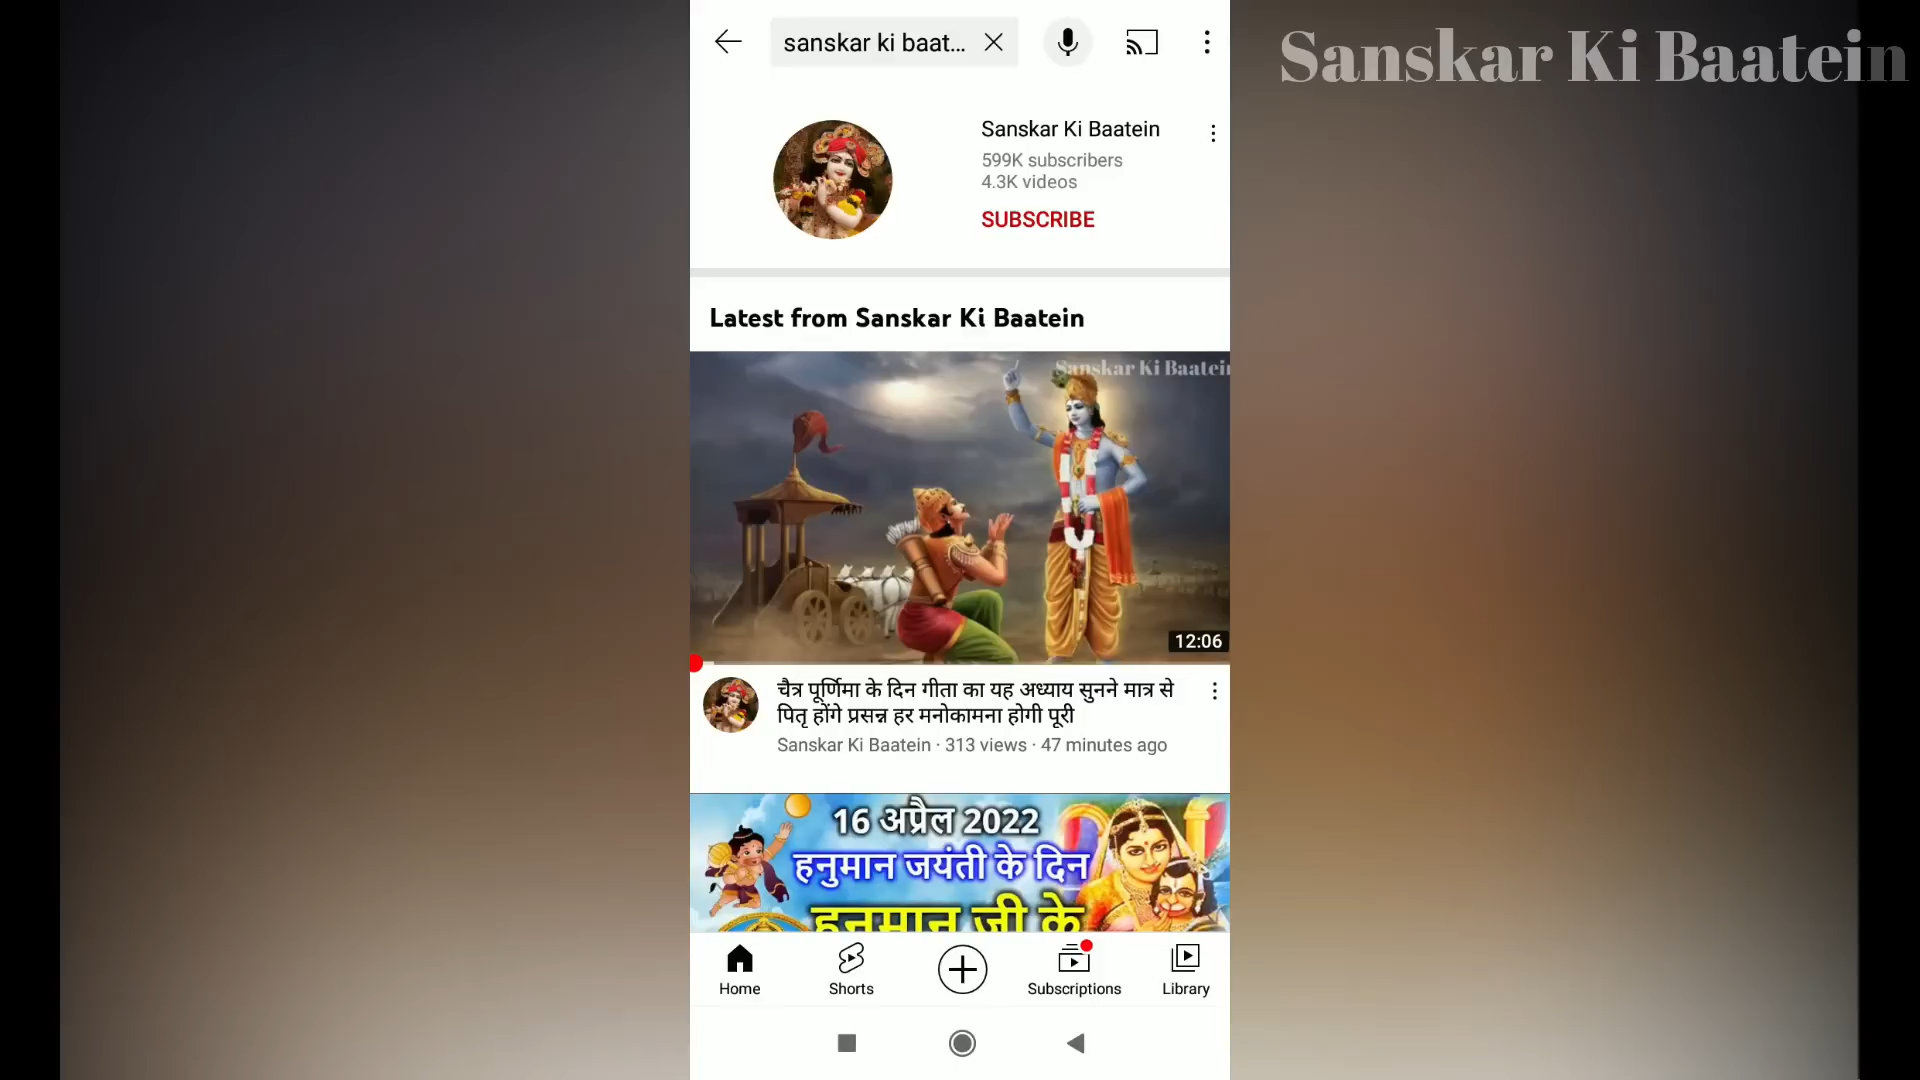 sanskar ki baat...
Sanskar Ki Baatein
Sanskar Ki Baatein
599K subscribers
4.3K videos
SUBSCRIBE
Latest from Sanskar Ki Baatein
Sanskar Ki Baatein
12:06
चैत्र पूर्णिमा के दिन गीता का यह अध्याय सुनने मात्र से
पितृ होंगे प्रसन्न हर मनोकामना होगी पूरी
Sanskar Ki Baatein · 313 views · 47 minutes ago
16 अप्रैल 2022
हनुमान जयंती के दिन
हनुमान जी के
Home
Shorts
Subscriptions
Library